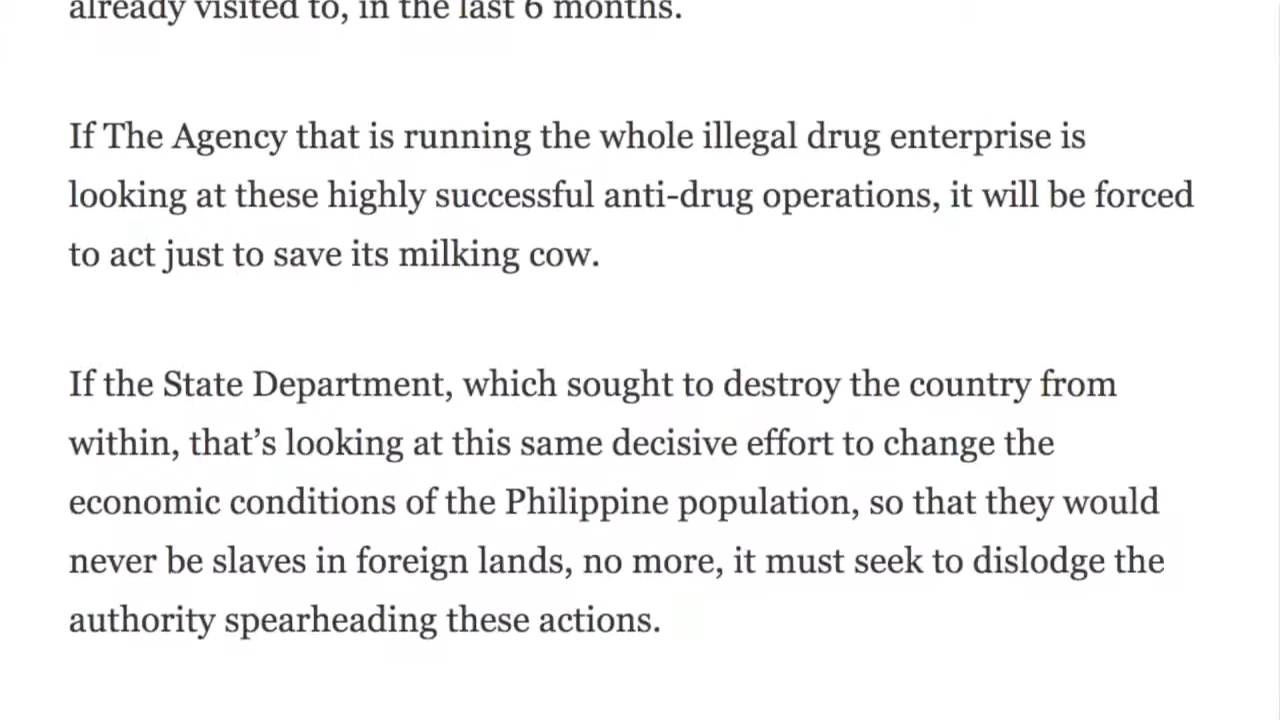 already visited to, in the last 6 months.
If The Agency that is running the whole illegal drug enterprise is
looking at these highly successful anti-drug operations, it will be forced
to act just to save its milking cow.
If the State Department, which sought to destroy the country from
within, that’s looking at this same decisive effort to change the
economic conditions of the Philippine population, so that they would
never be slaves in foreign lands, no more, it must seek to dislodge the
authority spearheading these actions.